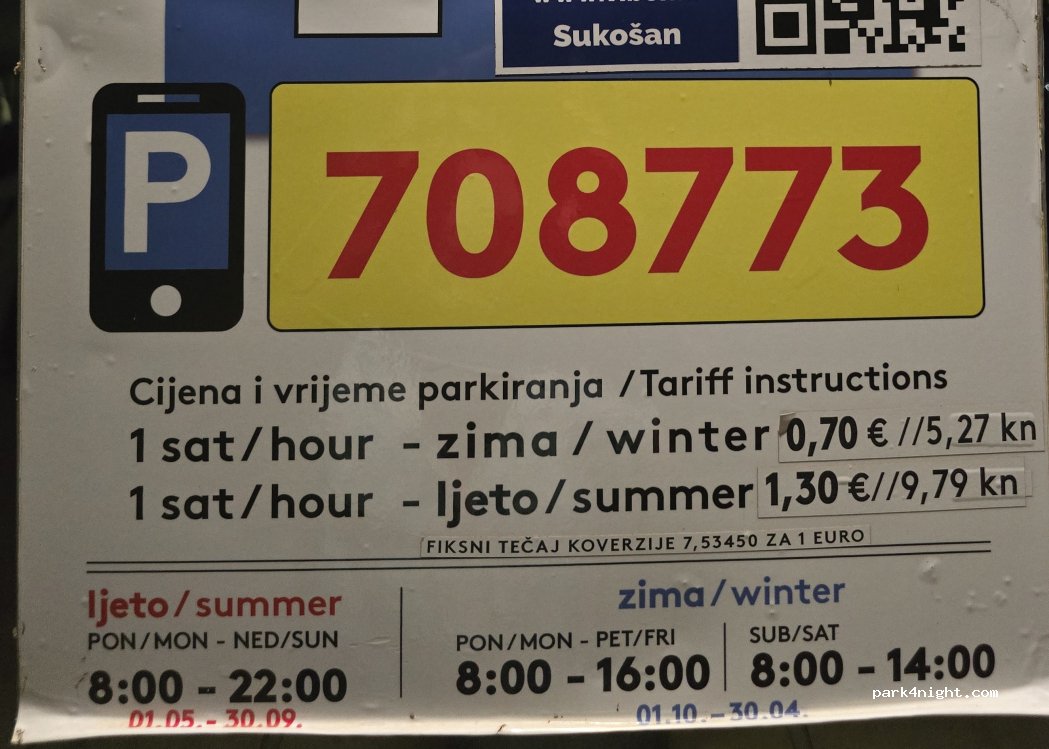 Sukošan
P
708773
Cijena i vrijeme parkiranja / Tariff instructions
1 sat/hour - zima / winter 0,70 € //5,27 kn
1 sat/hour - ljeto/summer 1,30 €//9,79 kn
FIKSNI TEČAJ KOVERZIJE 7,53450 ZA 1 EURO
ljeto/summer
PON/MON - NED/SUN
8:00 - 22:00
01.05.- 30.09.
zima/winter
PON/MON - PET/FRI
8:00 - 16:00
SUB/SAT
8:00 - 14:00
01.10.- 30.04.
park4night.com